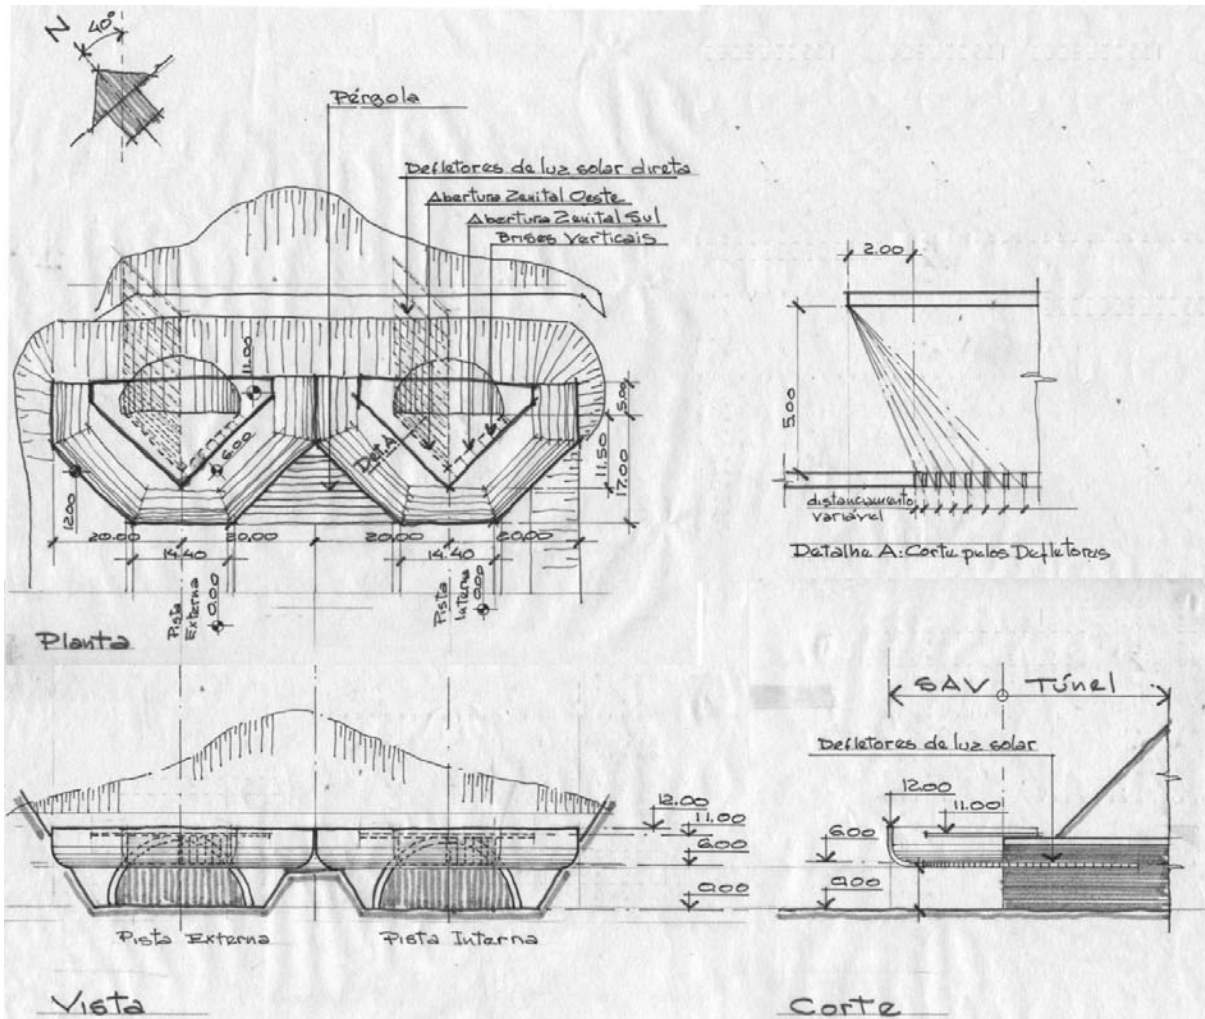 N
40°
Pérgola
Defletores de luz solar direta
Abertura Zenital Oeste
Abertura Zenital Sul
Brises Verticais
11.00
6.00
Det. A
12.00
5.00
11.50
17.00
20.00
20.00
20.00
20.00
14.40
14.40
Pista Externa
0.00
Pista Interna
0.00
Planta
2.00
5.00
distanciamento
variável
Detalhe A: Corte pelos Defletores
12.00
11.00
6.00
0.00
Pista Externa
Pista Interna
Vista
SAV
Túnel
Defletores de luz solar
12.00
11.00
6.00
0.00
Corte